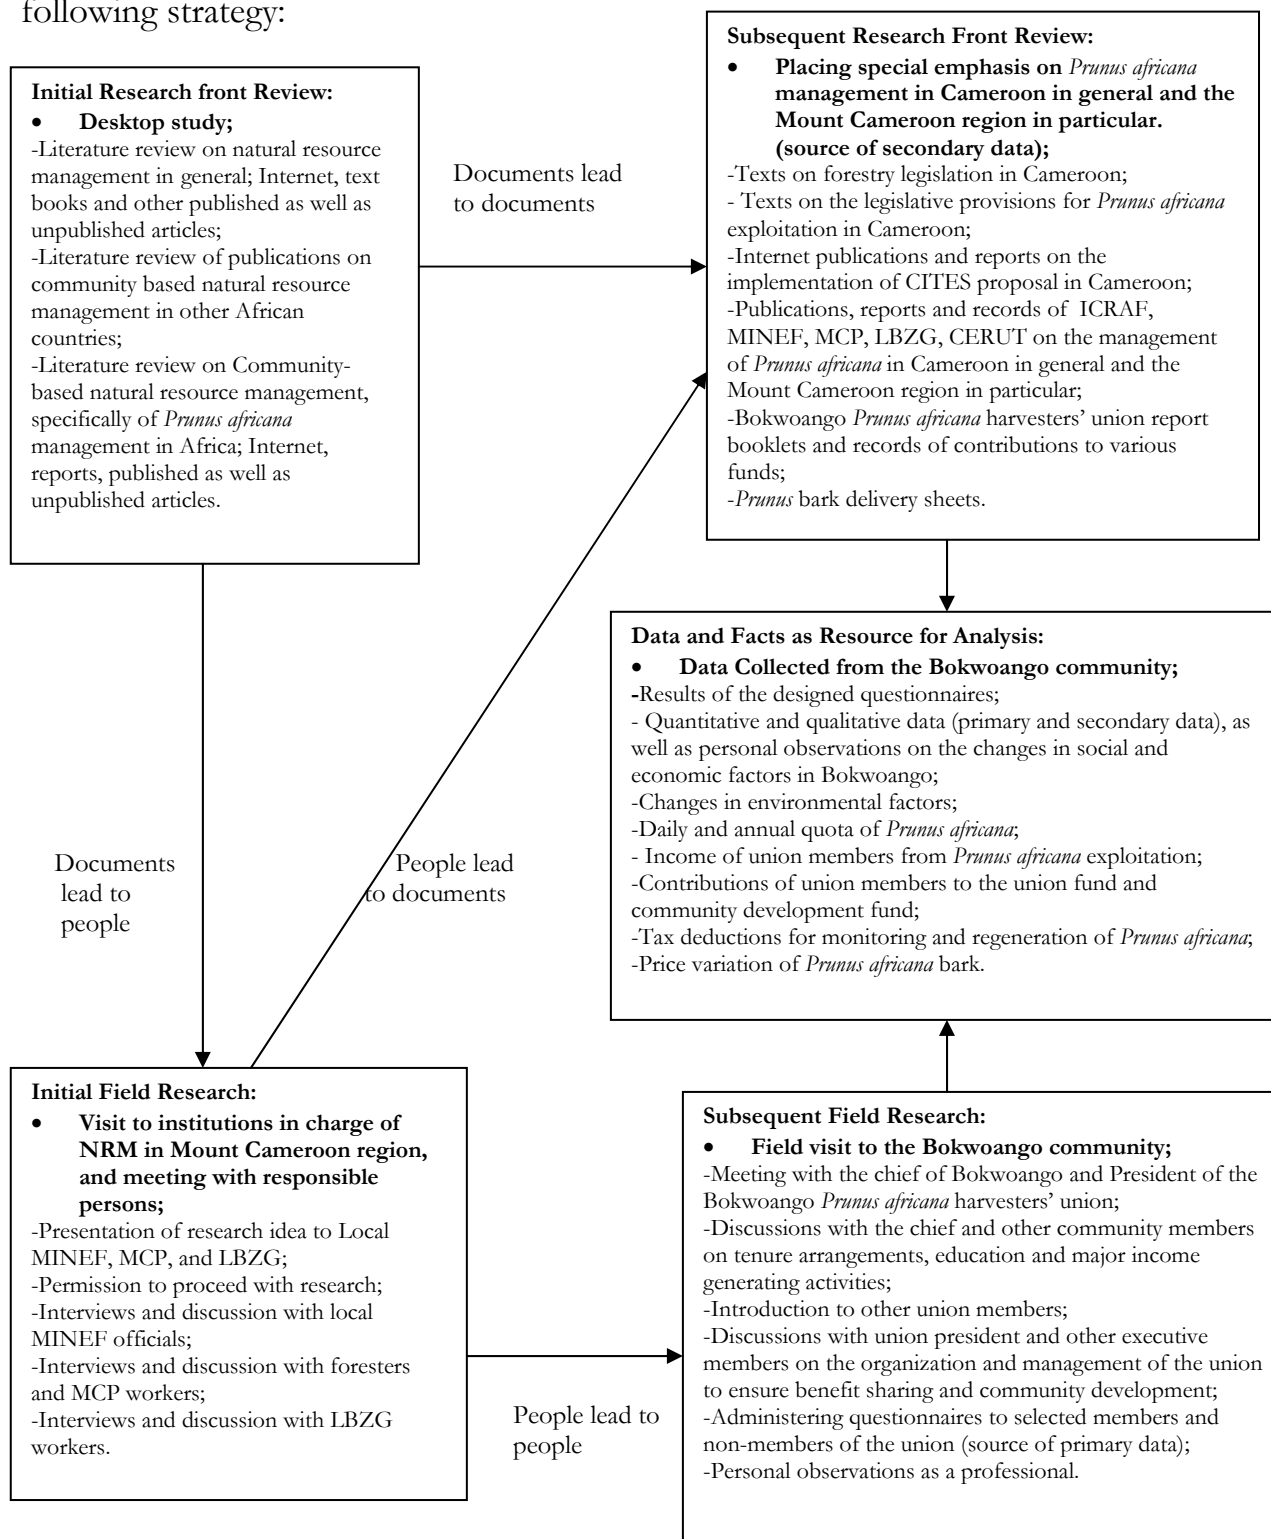 following strategy:
Initial Research front Review:
• Desktop study;
-Literature review on natural resource
management in general; Internet, text
books and other published as well as
unpublished articles;
-Literature review of publications on
community based natural resource
management in other African
countries;
-Literature review on Community-
based natural resource management,
specifically of Prunus africana
management in Africa; Internet,
reports, published as well as
unpublished articles.
Documents lead
to documents
Subsequent Research Front Review:
• Placing special emphasis on Prunus africana
management in Cameroon in general and the
Mount Cameroon region in particular.
(source of secondary data);
-Texts on forestry legislation in Cameroon;
- Texts on the legislative provisions for Prunus africana
exploitation in Cameroon;
-Internet publications and reports on the
implementation of CITES proposal in Cameroon;
-Publications, reports and records of ICRAF,
MINEF, MCP, LBZG, CERUT on the management
of Prunus africana in Cameroon in general and the
Mount Cameroon region in particular;
-Bokwoango Prunus africana harvesters' union report
booklets and records of contributions to various
funds;
-Prunus bark delivery sheets.
Data and Facts as Resource for Analysis:
• Data Collected from the Bokwoango community;
-Results of the designed questionnaires;
- Quantitative and qualitative data (primary and secondary data), as
well as personal observations on the changes in social and
economic factors in Bokwoango;
-Changes in environmental factors;
-Daily and annual quota of Prunus africana;
- Income of union members from Prunus africana exploitation;
-Contributions of union members to the union fund and
community development fund;
-Tax deductions for monitoring and regeneration of Prunus africana;
-Price variation of Prunus africana bark.
Documents
lead to
people
People lead
to documents
Initial Field Research:
• Visit to institutions in charge of
NRM in Mount Cameroon region,
and meeting with responsible
persons;
-Presentation of research idea to Local
MINEF, MCP, and LBZG;
-Permission to proceed with research;
-Interviews and discussion with local
MINEF officials;
-Interviews and discussion with foresters
and MCP workers;
-Interviews and discussion with LBZG
workers.
People lead to
people
Subsequent Field Research:
• Field visit to the Bokwoango community;
-Meeting with the chief of Bokwoango and President of the
Bokwoango Prunus africana harvesters' union;
-Discussions with the chief and other community members
on tenure arrangements, education and major income
generating activities;
-Introduction to other union members;
-Discussions with union president and other executive
members on the organization and management of the union
to ensure benefit sharing and community development;
-Administering questionnaires to selected members and
non-members of the union (source of primary data);
-Personal observations as a professional.